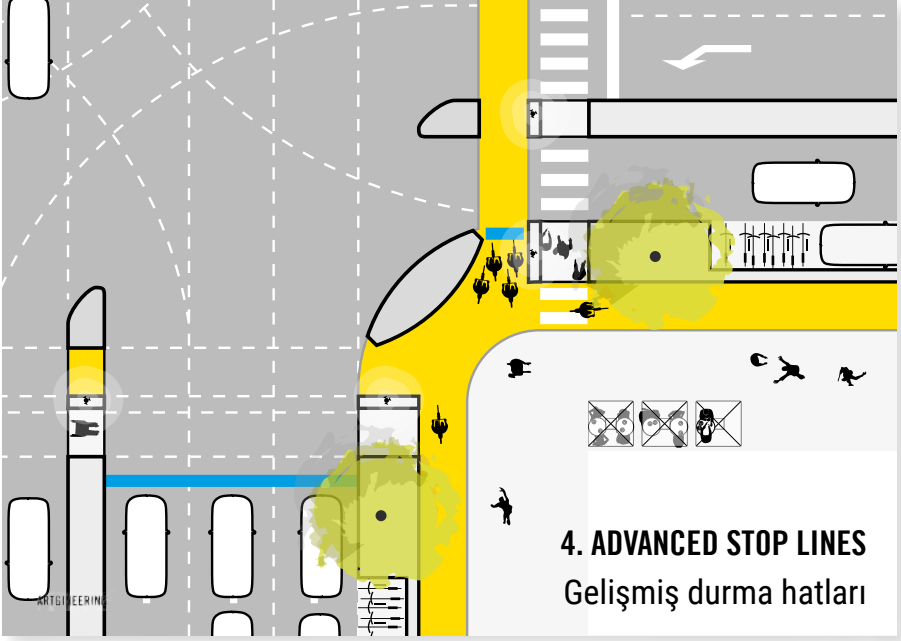 4. ADVANCED STOP LINES
Gelişmiş durma hatları
ARTGINEERING